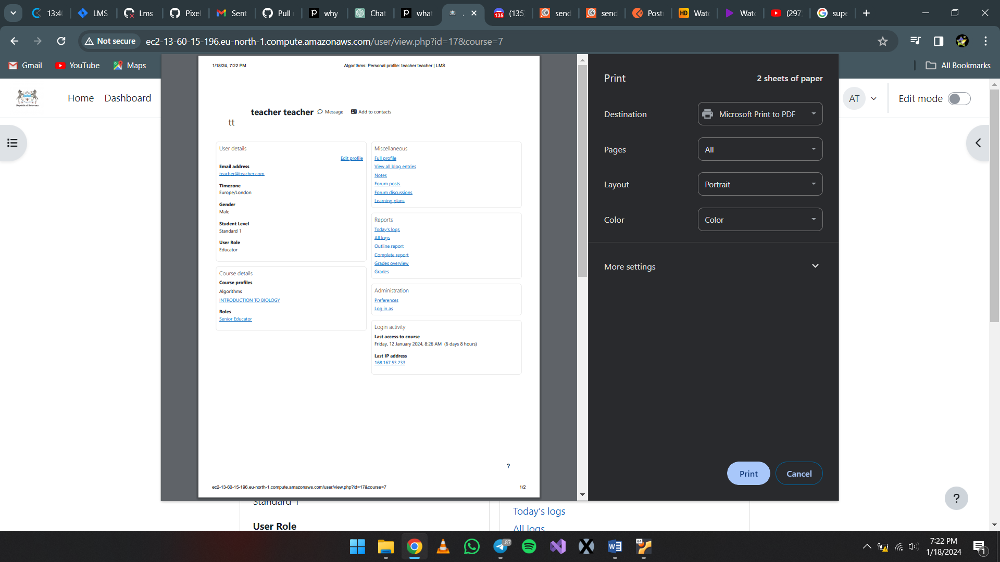 13:4
LMS
Lms
Pixel
Sent
Pull
why
Chat
what
135
(135
send
send
Post
Wat
Wat
(297
supe
Not secure
ec2-13-60-15-196.eu-north-1.compute.amazonaws.com/user/view.php?id=17&course=7
Gmail
YouTube
Maps
All Bookmarks
Republic of Botswana
Home
Dashboard
AT
Edit mode
1/18/24, 7:22 PM
Algorithms: Personal profile: teacher teacher | LMS
tt
teacher teacher
Message
Add to contacts
User details
Edit profile
Email address
teacher@teacher.com
Timezone
Europe/London
Gender
Male
Student Level
Standard 1
User Role
Educator
Course details
Course profiles
Algorithms
INTRODUCTION TO BIOLOGY
Roles
Senior Educator
Miscellaneous
Full profile
View all blog entries
Notes
Forum posts
Forum discussions
Learning plans
Reports
Today's logs
All logs
Outline report
Complete report
Grades overview
Grades
Administration
Preferences
Log in as
Login activity
Last access to course
Friday, 12 January 2024, 8:26 AM (6 days 8 hours)
Last IP address
168.167.53.233
?
ec2-13-60-15-196.eu-north-1.compute.amazonaws.com/user/view.php?id=17&course=7
1/2
Print
2 sheets of paper
Destination
Microsoft Print to PDF
Pages
All
Layout
Portrait
Color
Color
More settings
Print
Cancel
?
Standard 1
User Role
Today's logs
All logs
..87
64
7:22 PM
1/18/2024
1